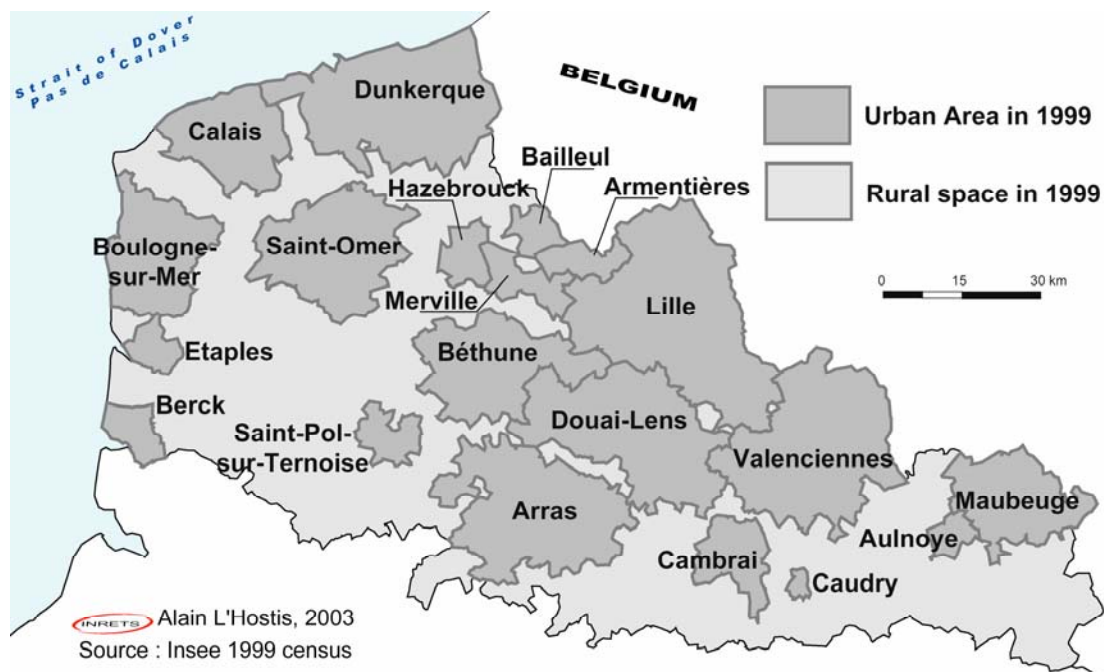 Strait of Dover
Pas de Calais
BELGIUM
Urban Area in 1999
Rural space in 1999
0 15 30 km
Dunkerque
Calais
Bailleul
Hazebrouck
Armentières
Boulogne-
sur-Mer
Saint-Omer
Merville
Lille
Etaples
Béthune
Berck
Douai-Lens
Saint-Pol-
sur-Ternoise
Valenciennes
Maubeuge
Arras
Aulnoye
Cambrai
Caudry
INRETS Alain L'Hostis, 2003
Source : Insee 1999 census